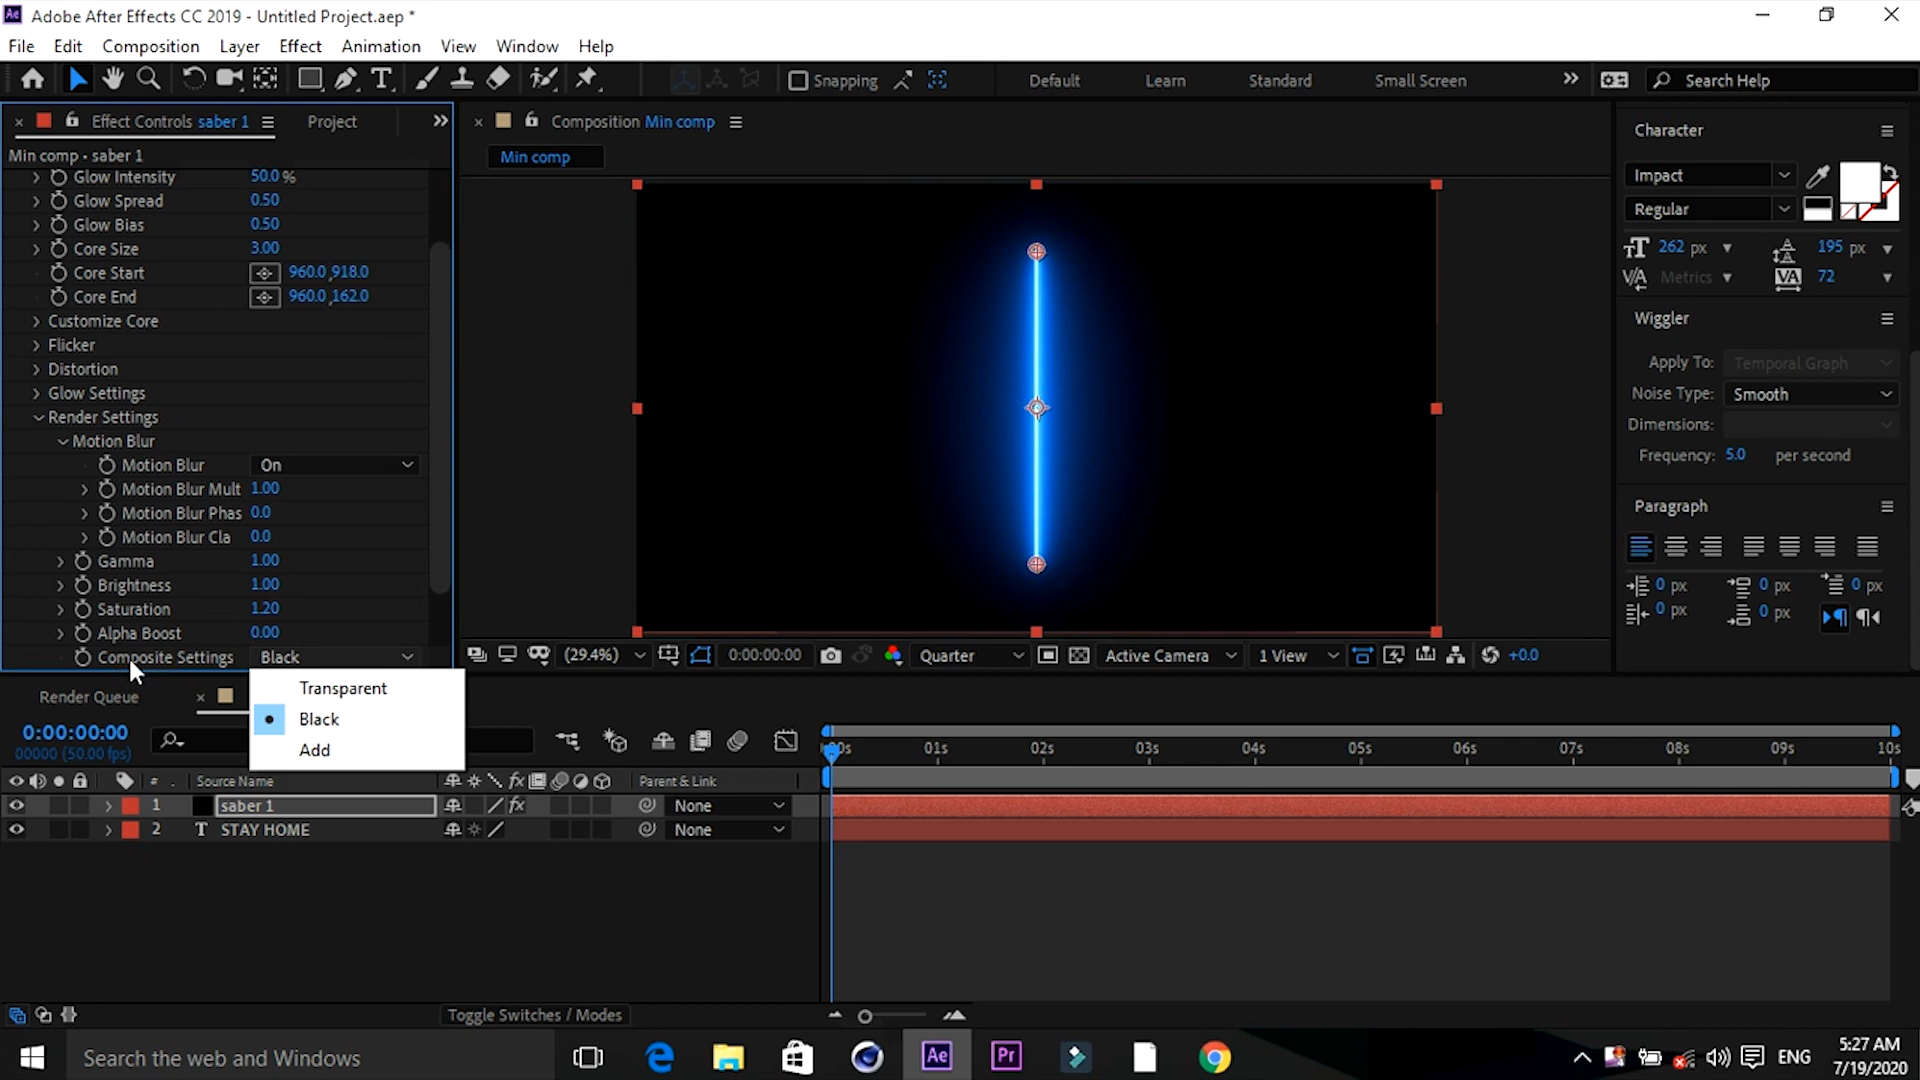 Ae Adobe After Effects CC 2019 - Untitled Project.aep *
File Edit Composition Layer Effect Animation View Window Help
T Snapping Default Learn Standard Small Screen Search Help
Effect Controls saber 1 Project
Composition Min comp
Min comp • saber 1
Min comp
Glow Intensity 50.0 %
Glow Spread 0.50
Glow Bias 0.50
Core Size 3.00
Core Start 960.0 ,918.0
Core End 960.0 ,162.0
Customize Core
Flicker
Distortion
Glow Settings
Render Settings
Motion Blur
Motion Blur On
Motion Blur Mult 1.00
Motion Blur Phas 0.0
Motion Blur Cla 0.0
Gamma 1.00
Brightness 1.00
Saturation 1.20
Alpha Boost 0.00
Composite Settings Black
Transparent
Black
Add
(29.4%) 0:00:00:00 Quarter Active Camera 1 View +0.0
Character
Impact
Regular
262 px 195 px
Metrics 72
Wiggler
Apply To: Temporal Graph
Noise Type: Smooth
Dimensions:
Frequency: 5.0 per second
Paragraph
0 px 0 px 0 px
0 px 0 px
Render Queue
0:00:00:00
00000 (50.00 fps)
# . Source Name fx Parent & Link
1 saber 1 fx None
2 T STAY HOME None
00s 01s 02s 03s 04s 05s 06s 07s 08s 09s 10s
Toggle Switches / Modes
Search the web and Windows
Ae Pr
ENG
5:27 AM
7/19/2020